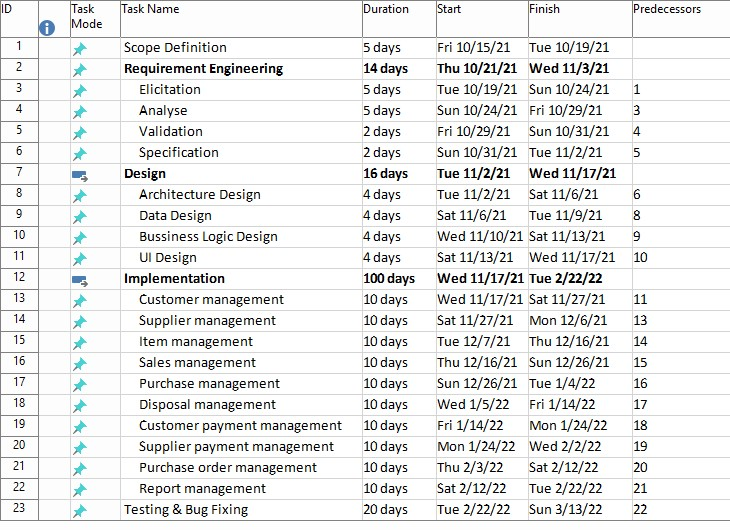 ID Task Mode Task Name Duration Start Finish Predecessors
1 Scope Definition 5 days Fri 10/15/21 Tue 10/19/21
2 Requirement Engineering 14 days Thu 10/21/21 Wed 11/3/21
3 Elicitation 5 days Tue 10/19/21 Sun 10/24/21 1
4 Analyse 5 days Sun 10/24/21 Fri 10/29/21 3
5 Validation 2 days Fri 10/29/21 Sun 10/31/21 4
6 Specification 2 days Sun 10/31/21 Tue 11/2/21 5
7 Design 16 days Tue 11/2/21 Wed 11/17/21
8 Architecture Design 4 days Tue 11/2/21 Sat 11/6/21 6
9 Data Design 4 days Sat 11/6/21 Tue 11/9/21 8
10 Bussiness Logic Design 4 days Wed 11/10/21 Sat 11/13/21 9
11 UI Design 4 days Sat 11/13/21 Wed 11/17/21 10
12 Implementation 100 days Wed 11/17/21 Tue 2/22/22
13 Customer management 10 days Wed 11/17/21 Sat 11/27/21 11
14 Supplier management 10 days Sat 11/27/21 Mon 12/6/21 13
15 Item management 10 days Tue 12/7/21 Thu 12/16/21 14
16 Sales management 10 days Thu 12/16/21 Sun 12/26/21 15
17 Purchase management 10 days Sun 12/26/21 Tue 1/4/22 16
18 Disposal management 10 days Wed 1/5/22 Fri 1/14/22 17
19 Customer payment management 10 days Fri 1/14/22 Mon 1/24/22 18
20 Supplier payment management 10 days Mon 1/24/22 Wed 2/2/22 19
21 Purchase order management 10 days Thu 2/3/22 Sat 2/12/22 20
22 Report management 10 days Sat 2/12/22 Tue 2/22/22 21
23 Testing & Bug Fixing 20 days Tue 2/22/22 Sun 3/13/22 22